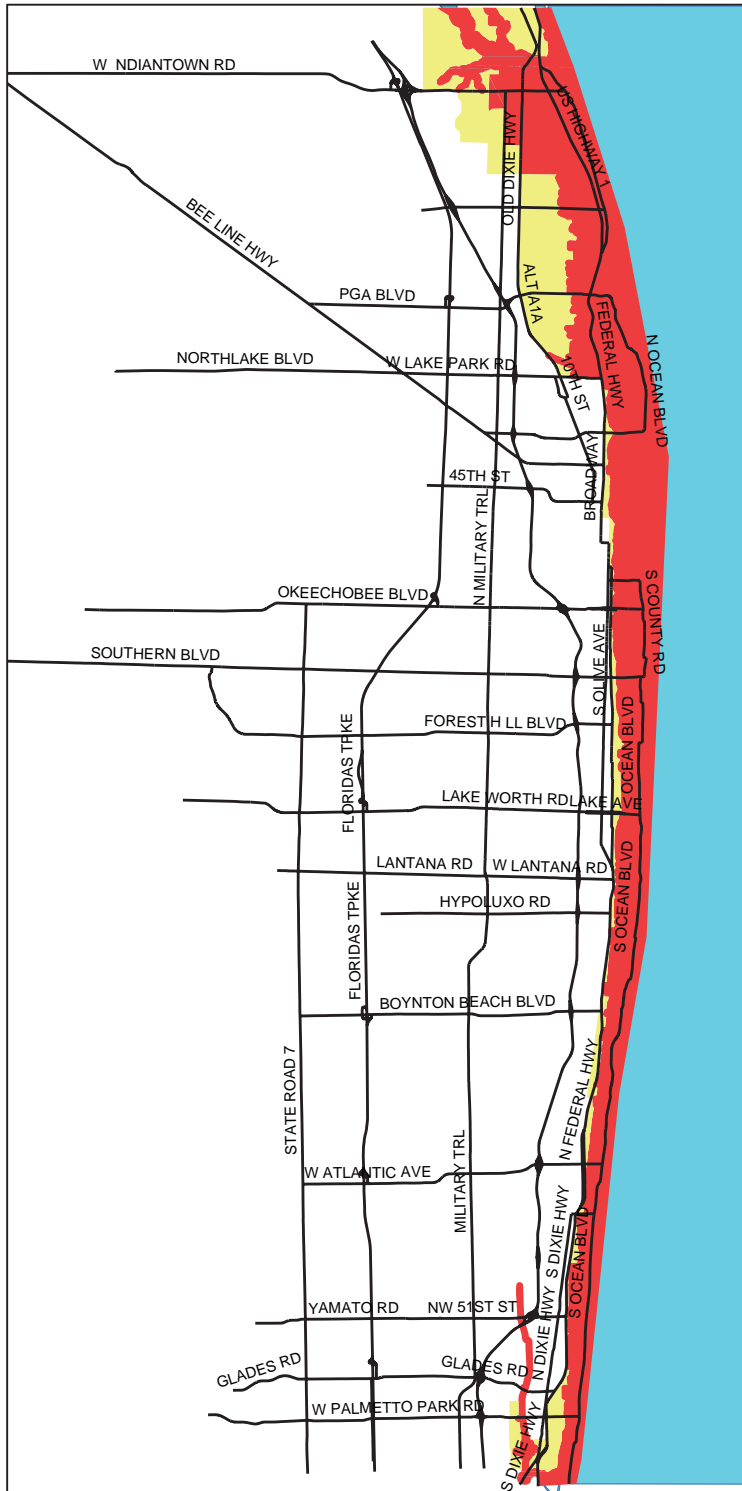 W NDIANTOWN RD
US HIGHWAY 1
OLD DIXIE HWY
BEE LINE HWY
ALT A1A
PGA BLVD
FEDERAL HWY
N OCEAN BLVD
NORTHLAKE BLVD
W LAKE PARK RD
10TH ST
BROADWAY
45TH ST
N MILITARY TRL
OKEECHOBEE BLVD
S COUNTY RD
SOUTHERN BLVD
S OLIVE AVE
FOREST H LL BLVD
OCEAN BLVD
FLORIDAS TPKE
LAKE WORTH RD
LAKE AVE
LANTANA RD
W LANTANA RD
S OCEAN BLVD
HYPOLUXO RD
FLORIDAS TPKE
BOYNTON BEACH BLVD
STATE ROAD 7
N FEDERAL HWY
MILITARY TRL
W ATLANTIC AVE
S DIXIE HWY
S OCEAN BLVD
YAMATO RD
NW 51ST ST
N DIXIE HWY
GLADES RD
GLADES RD
W PALMETTO PARK RD
S DIXIE HWY